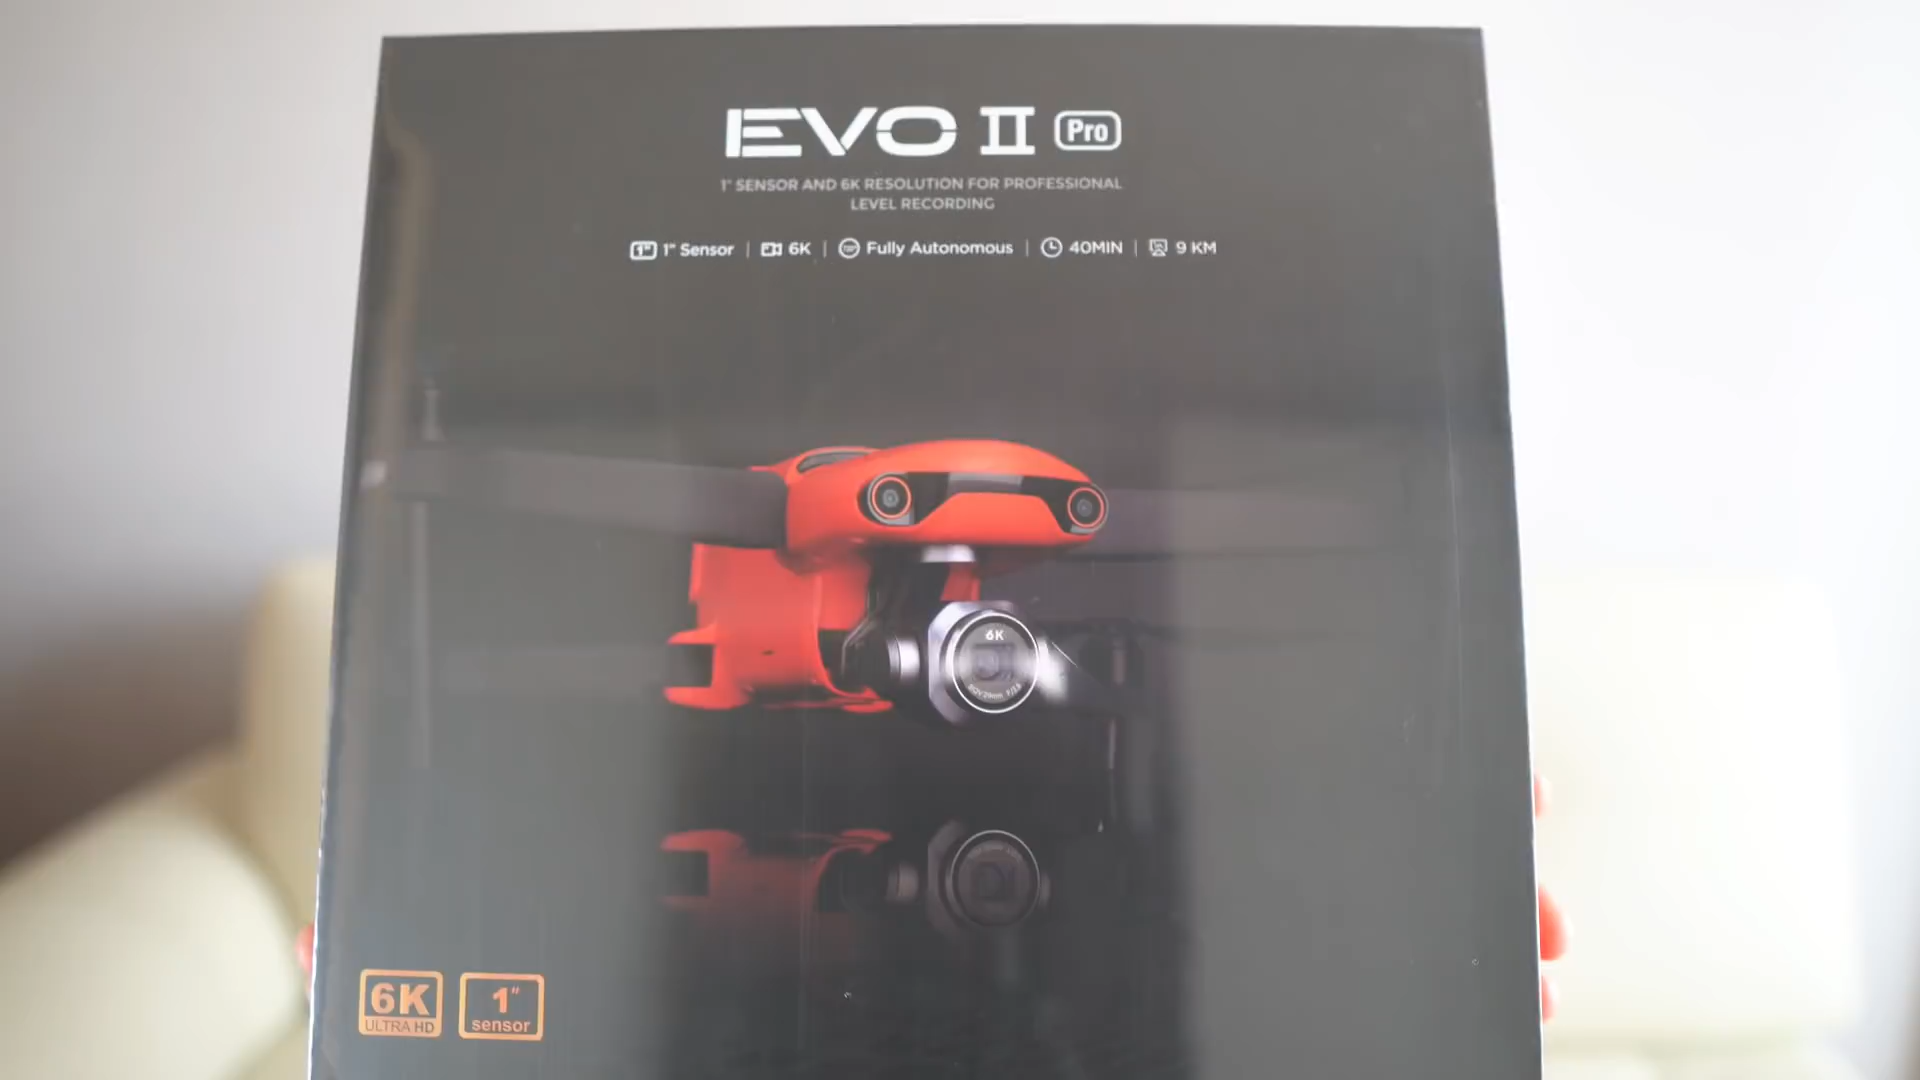 EVO II Pro
1" SENSOR AND 6K RESOLUTION FOR PROFESSIONAL
LEVEL RECORDING
1" 1" Sensor | 6K | Fully Autonomous | 40MIN | 9 KM
6K
6K
ULTRA HD
1"
sensor